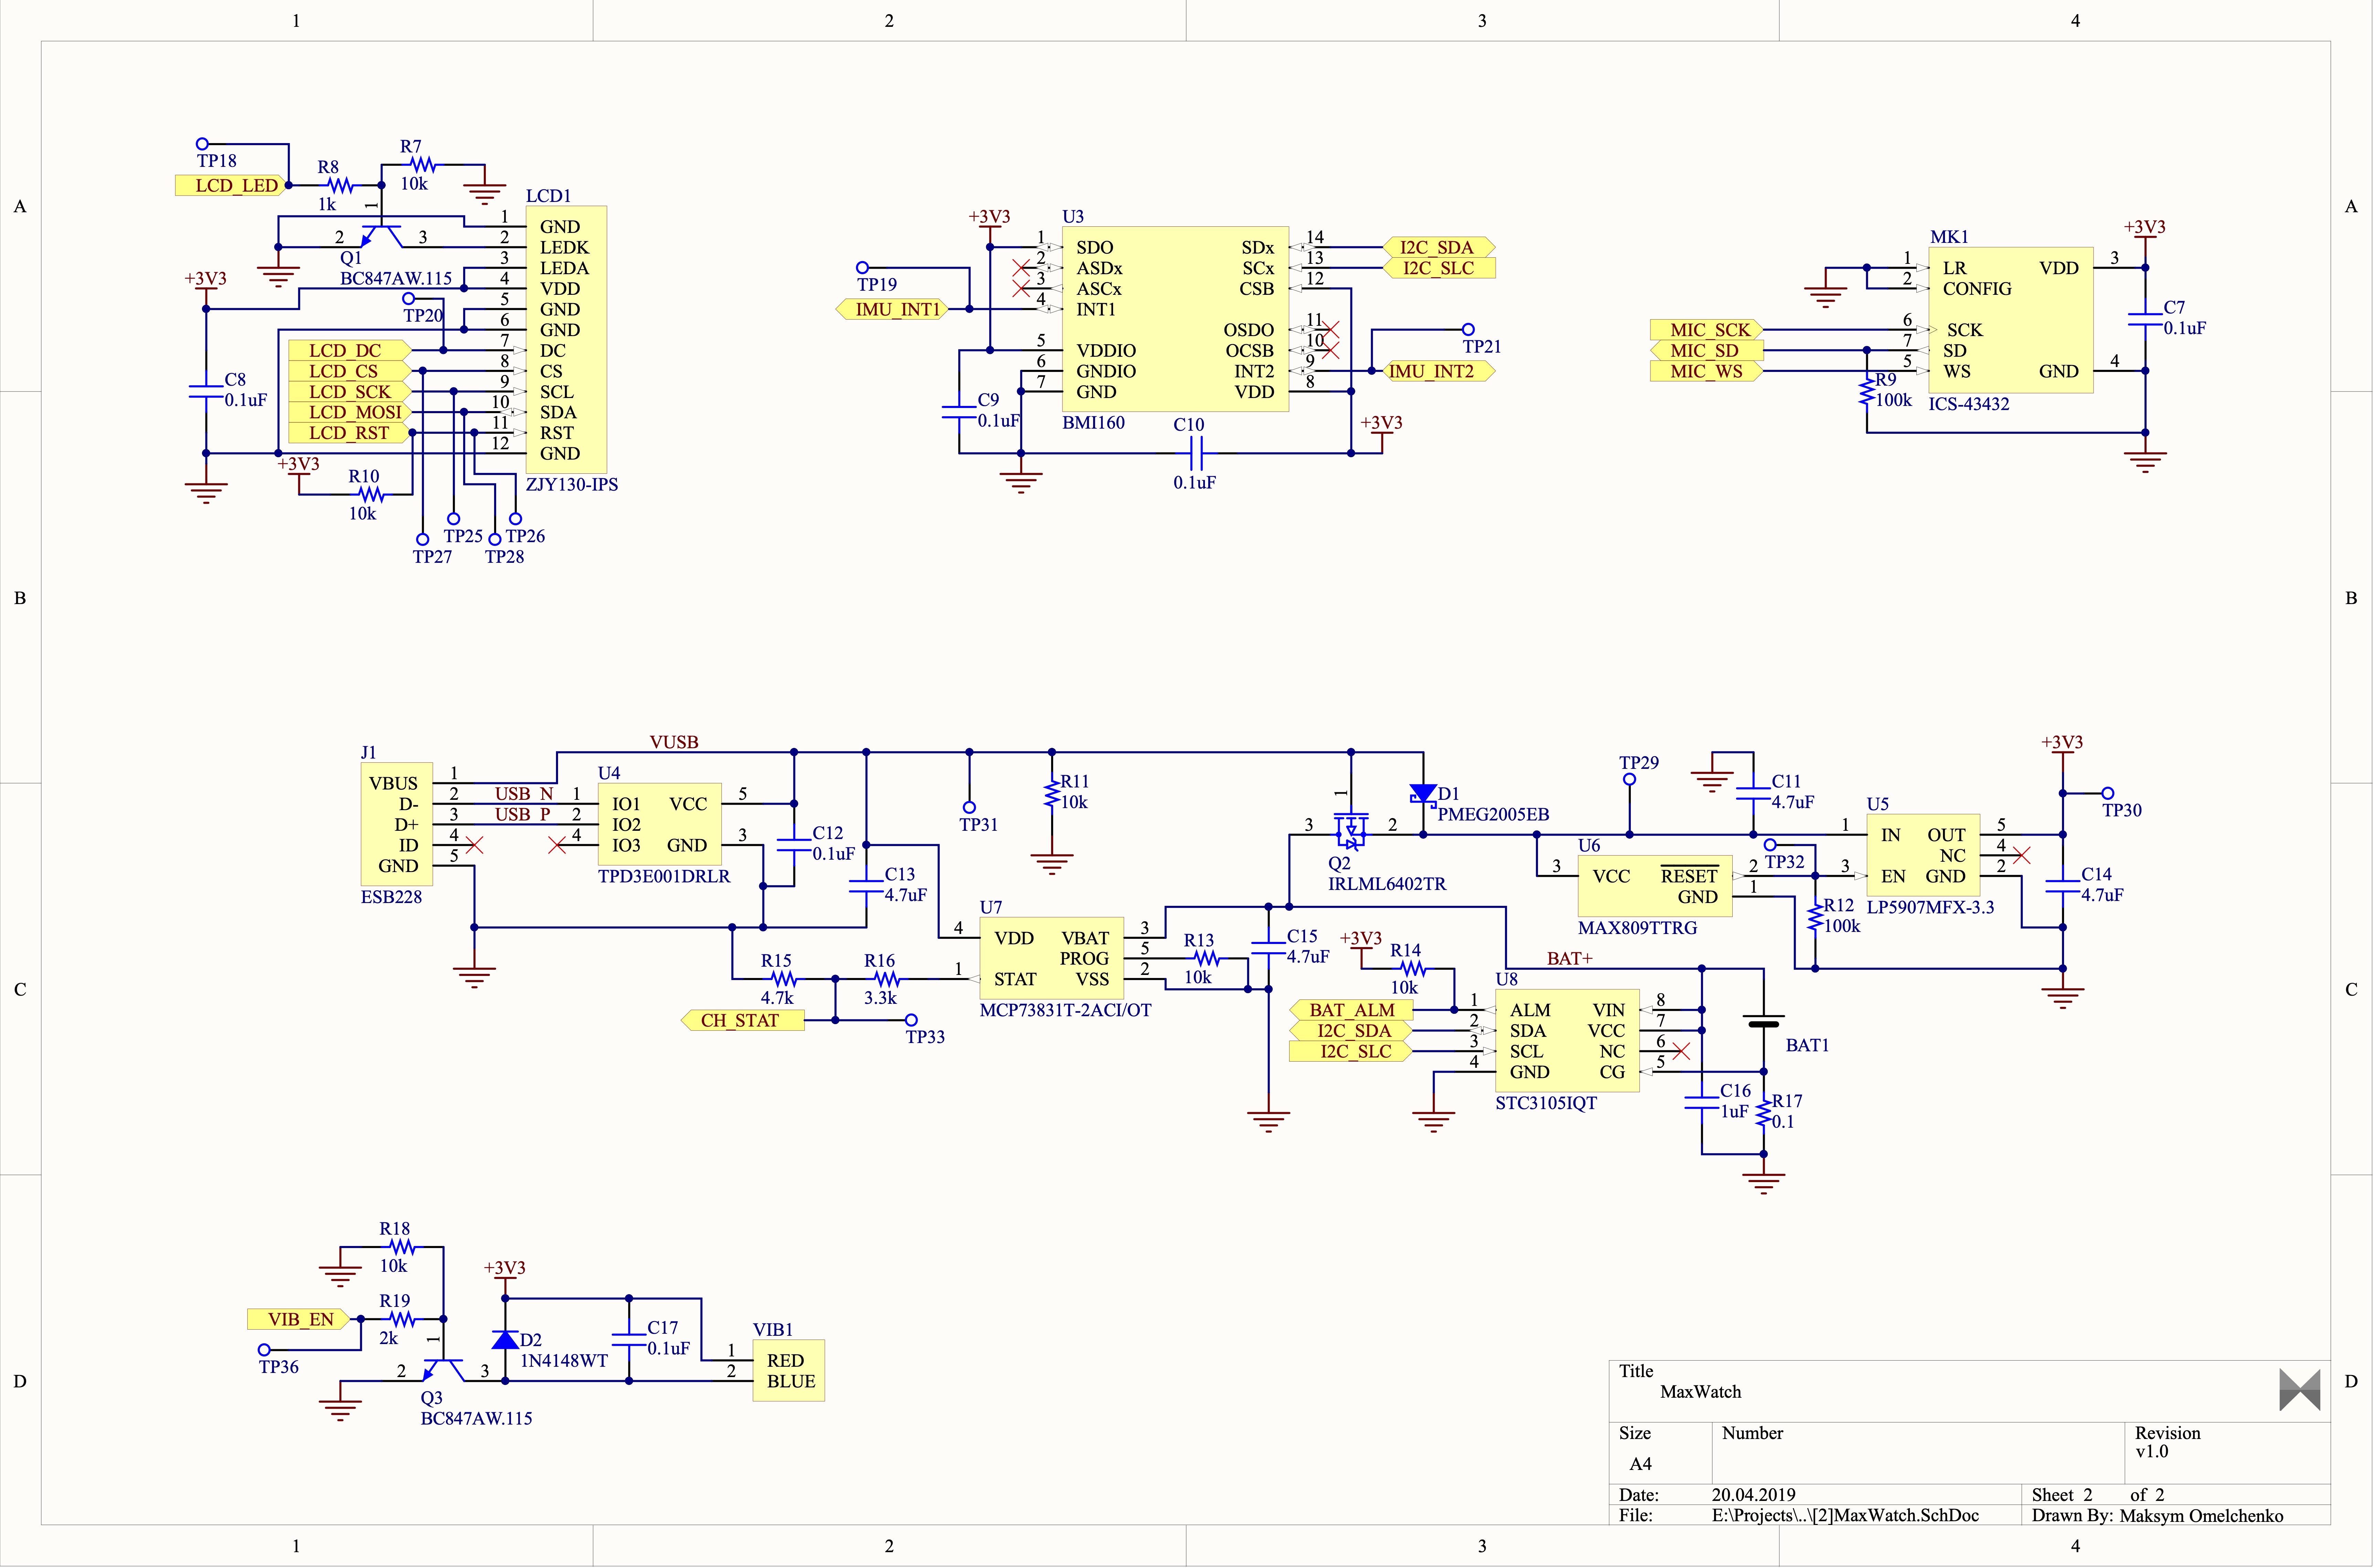 1 2 3 4
A A
B B
C C
D D
1 2 3 4
TP18
LCD_LED
R8
1k
R7
10k
1
LCD1
1 GND
2 LEDK
3 LEDA
4 VDD
5 GND
6 GND
7 DC
8 CS
9 SCL
10 SDA
11 RST
12 GND
ZJY130-IPS
2 3
Q1
BC847AW.115
+3V3
TP20
LCD_DC
LCD_CS
LCD_SCK
LCD_MOSI
LCD_RST
C8
0.1uF
+3V3
R10
10k
TP25 TP26
TP27 TP28
+3V3
U3
TP19
IMU_INT1
1 SDO
2 ASDx
3 ASCx
4 INT1
5 VDDIO
6 GNDIO
7 GND
SDx 14
SCx 13
CSB 12
OSDO 11
OCSB 10
INT2 9
VDD 8
BMI160
I2C_SDA
I2C_SLC
TP21
IMU_INT2
C9
0.1uF
C10
0.1uF
+3V3
MK1
+3V3
1 LR
2 CONFIG
6 SCK
7 SD
5 WS
VDD 3
GND 4
ICS-43432
MIC_SCK
MIC_SD
MIC_WS
R9
100k
C7
0.1uF
J1
VBUS 1
D- 2
D+ 3
ID 4
GND 5
ESB228
VUSB
USB_N
USB_P
U4
1 IO1
2 IO2
4 IO3
VCC 5
GND 3
TPD3E001DRLR
C12
0.1uF
C13
4.7uF
TP31
R11
10k
1
3 2
Q2
IRLML6402TR
D1
PMEG2005EB
TP29
C11
4.7uF
U6
3 VCC
RESET 2
GND 1
MAX809TTRG
TP32
R12
100k
U5
1 IN
3 EN
OUT 5
NC 4
GND 2
LP5907MFX-3.3
+3V3
TP30
C14
4.7uF
U7
4 VDD
1 STAT
VBAT 3
PROG 5
VSS 2
MCP73831T-2ACI/OT
R15
4.7k
R16
3.3k
CH_STAT
TP33
R13
10k
C15
4.7uF
+3V3
R14
10k
BAT+
BAT_ALM
I2C_SDA
I2C_SLC
U8
1 ALM
2 SDA
3 SCL
4 GND
VIN 8
VCC 7
NC 6
CG 5
STC3105IQT
BAT1
C16
1uF
R17
0.1
R18
10k
VIB_EN
R19
2k
TP36
1
2 3
Q3
BC847AW.115
+3V3
D2
1N4148WT
C17
0.1uF
VIB1
1 RED
2 BLUE
Title
MaxWatch
Size
A4
Number
Revision
v1.0
Date: 20.04.2019
Sheet 2 of 2
File: E:\Projects\..\[2]MaxWatch.SchDoc
Drawn By: Maksym Omelchenko